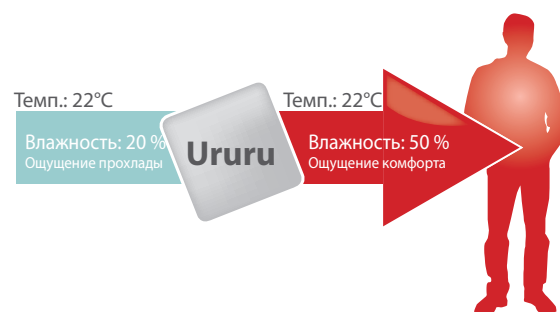 Темп.: 22°C
Влажность: 20 %
Ощущение прохлады
Ururu
Темп.: 22°C
Влажность: 50 %
Ощущение комфорта